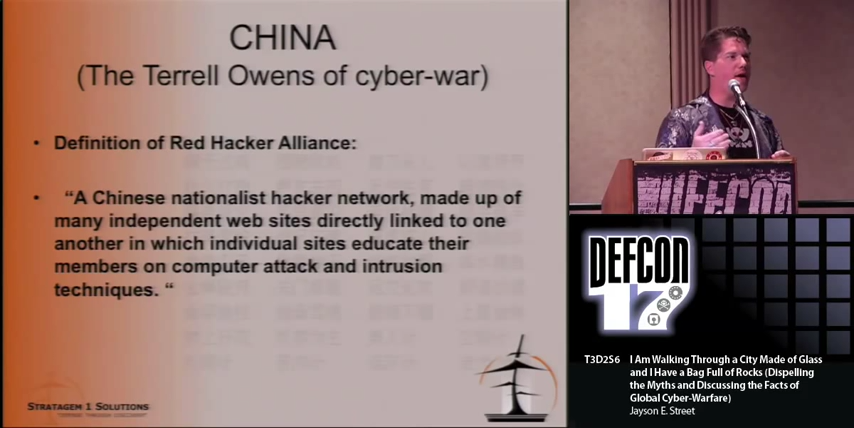 CHINA
(The Terrell Owens of cyber-war)
• Definition of Red Hacker Alliance:
• “A Chinese nationalist hacker network, made up of
many independent web sites directly linked to one
another in which individual sites educate their
members on computer attack and intrusion
techniques. “
STRATAGEM 1 SOLUTIONS
DEFCON
DEFCON
17
T3D2S6 I Am Walking Through a City Made of Glass
and I Have a Bag Full of Rocks (Dispelling
the Myths and Discussing the Facts of
Global Cyber-Warfare)
Jayson E. Street